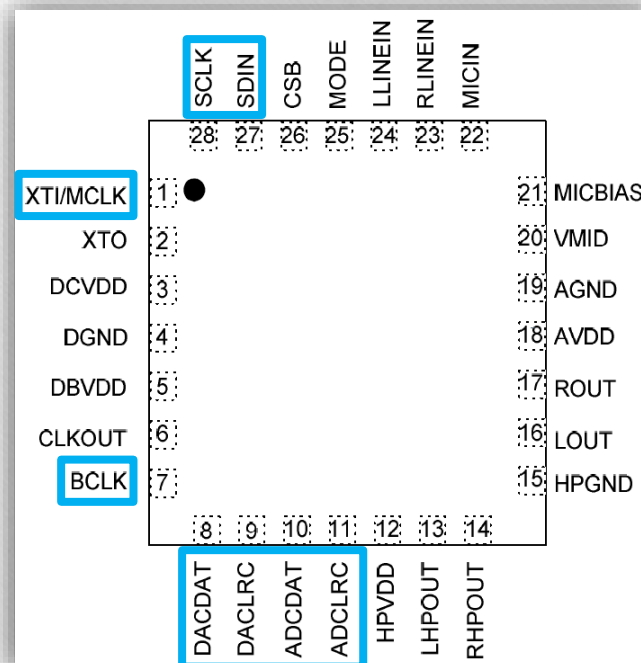 SCLK
SDIN
CSB
MODE
LLINEIN
RLINEIN
MICIN
28 27 26 25 24 23 22
XTI/MCLK 1
XTO 2
DCVDD 3
DGND 4
DBVDD 5
CLKOUT 6
BCLK 7
21 MICBIAS
20 VMID
19 AGND
18 AVDD
17 ROUT
16 LOUT
15 HPGND
8 9 10 11 12 13 14
DACDAT
DACLRC
ADCDAT
ADCLRC
HPVDD
LHPOUT
RHPOUT